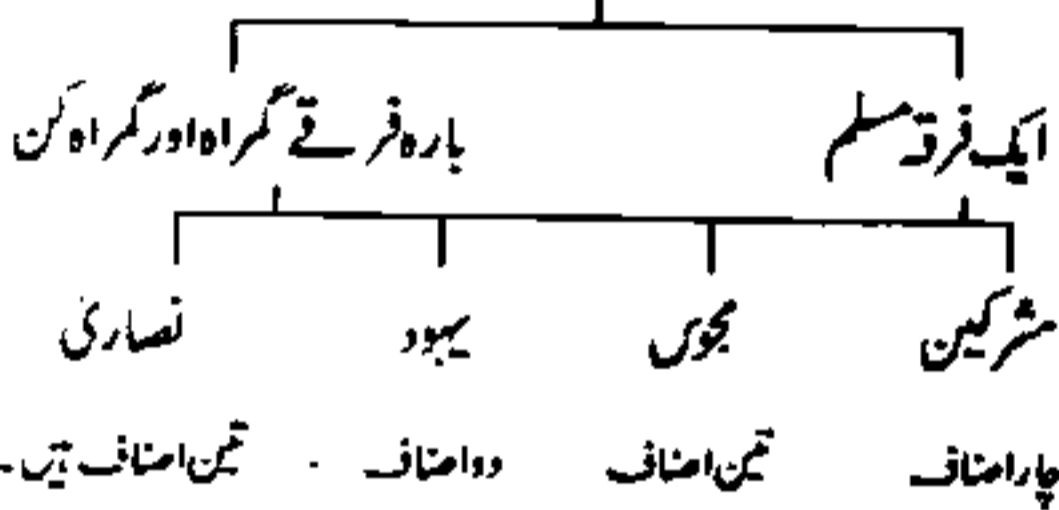 ایک فرقہ مسلم بارہ فرقے گمراہ اور گمراہ کن
مشرکین مجوس یہود نصاریٰ
چار اصناف تین اصناف دو اصناف تین اصناف ہیں۔